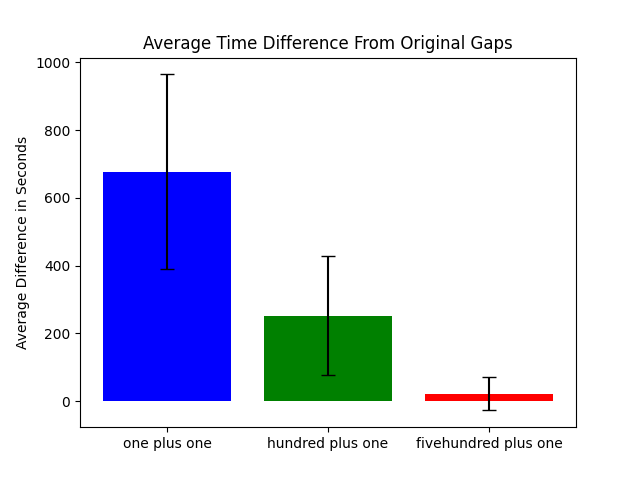 Average Time Difference From Original Gaps
Average Difference in Seconds
1000
800
600
400
200
0
one plus one
hundred plus one
fivehundred plus one